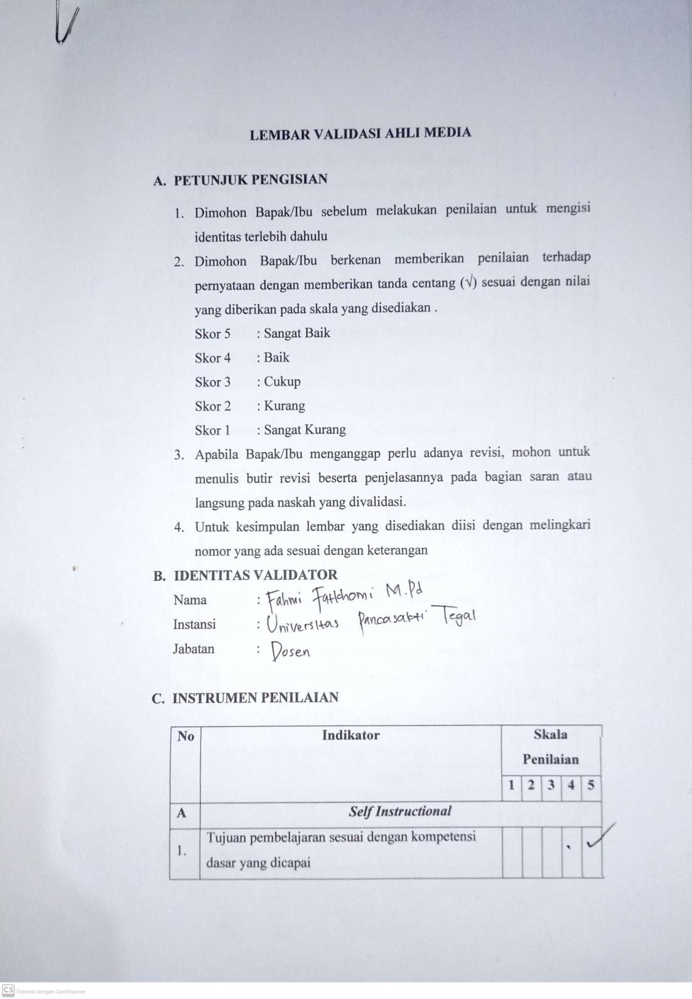 LEMBAR VALIDASI AHLI MEDIA
A. PETUNJUK PENGISIAN
1. Dimohon Bapak/Ibu sebelum melakukan penilaian untuk mengisi
identitas terlebih dahulu
2. Dimohon Bapak/Ibu berkenan memberikan penilaian terhadap
pernyataan dengan memberikan tanda centang (√) sesuai dengan nilai
yang diberikan pada skala yang disediakan .
Skor 5 : Sangat Baik
Skor 4 : Baik
Skor 3 : Cukup
Skor 2 : Kurang
Skor 1 : Sangat Kurang
3. Apabila Bapak/Ibu menganggap perlu adanya revisi, mohon untuk
menulis butir revisi beserta penjelasannya pada bagian saran atau
langsung pada naskah yang divalidasi.
4. Untuk kesimpulan lembar yang disediakan diisi dengan melingkari
nomor yang ada sesuai dengan keterangan
B. IDENTITAS VALIDATOR
Nama : Fahmi Fatkhomi M.Pd
Instansi : Universitas Pancasakti Tegal
Jabatan : Dosen
C. INSTRUMEN PENILAIAN
No Indikator Skala
Penilaian
1 2 3 4 5
A Self Instructional
1. Tujuan pembelajaran sesuai dengan kompetensi
dasar yang dicapai ✓
CS Dipindai dengan CamScanner